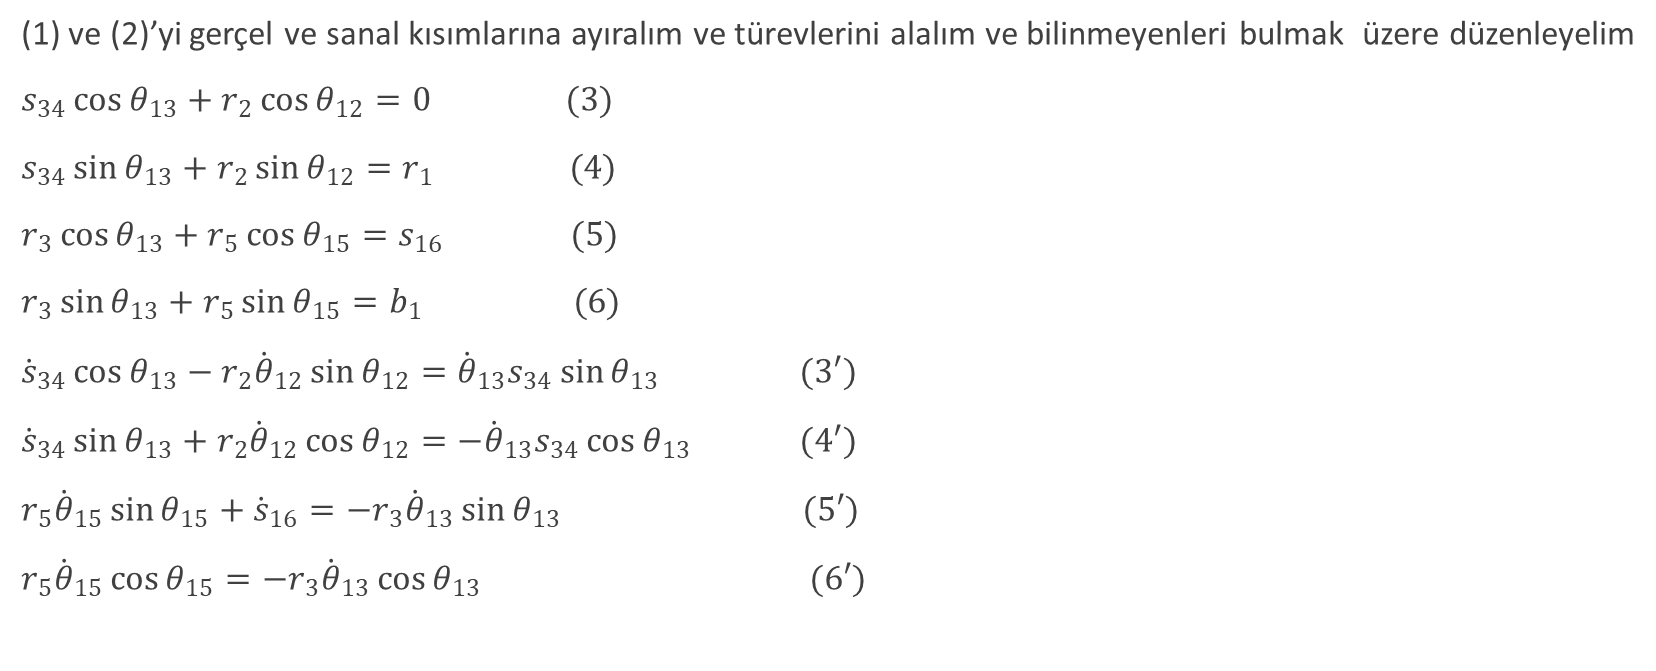 (1) ve (2)’yi gerçel ve sanal kısımlarına ayıralım ve türevlerini alalım ve bilinmeyenleri bulmak üzere düzenleyelim
s₃₄ cos θ₁₃ + r₂ cos θ₁₂ = 0 (3)
s₃₄ sin θ₁₃ + r₂ sin θ₁₂ = r₁ (4)
r₃ cos θ₁₃ + r₅ cos θ₁₅ = s₁₆ (5)
r₃ sin θ₁₃ + r₅ sin θ₁₅ = b₁ (6)
ṡ₃₄ cos θ₁₃ − r₂θ̇₁₂ sin θ₁₂ = θ̇₁₃s₃₄ sin θ₁₃ (3′)
ṡ₃₄ sin θ₁₃ + r₂θ̇₁₂ cos θ₁₂ = −θ̇₁₃s₃₄ cos θ₁₃ (4′)
r₅θ̇₁₅ sin θ₁₅ + ṡ₁₆ = −r₃θ̇₁₃ sin θ₁₃ (5′)
r₅θ̇₁₅ cos θ₁₅ = −r₃θ̇₁₃ cos θ₁₃ (6′)